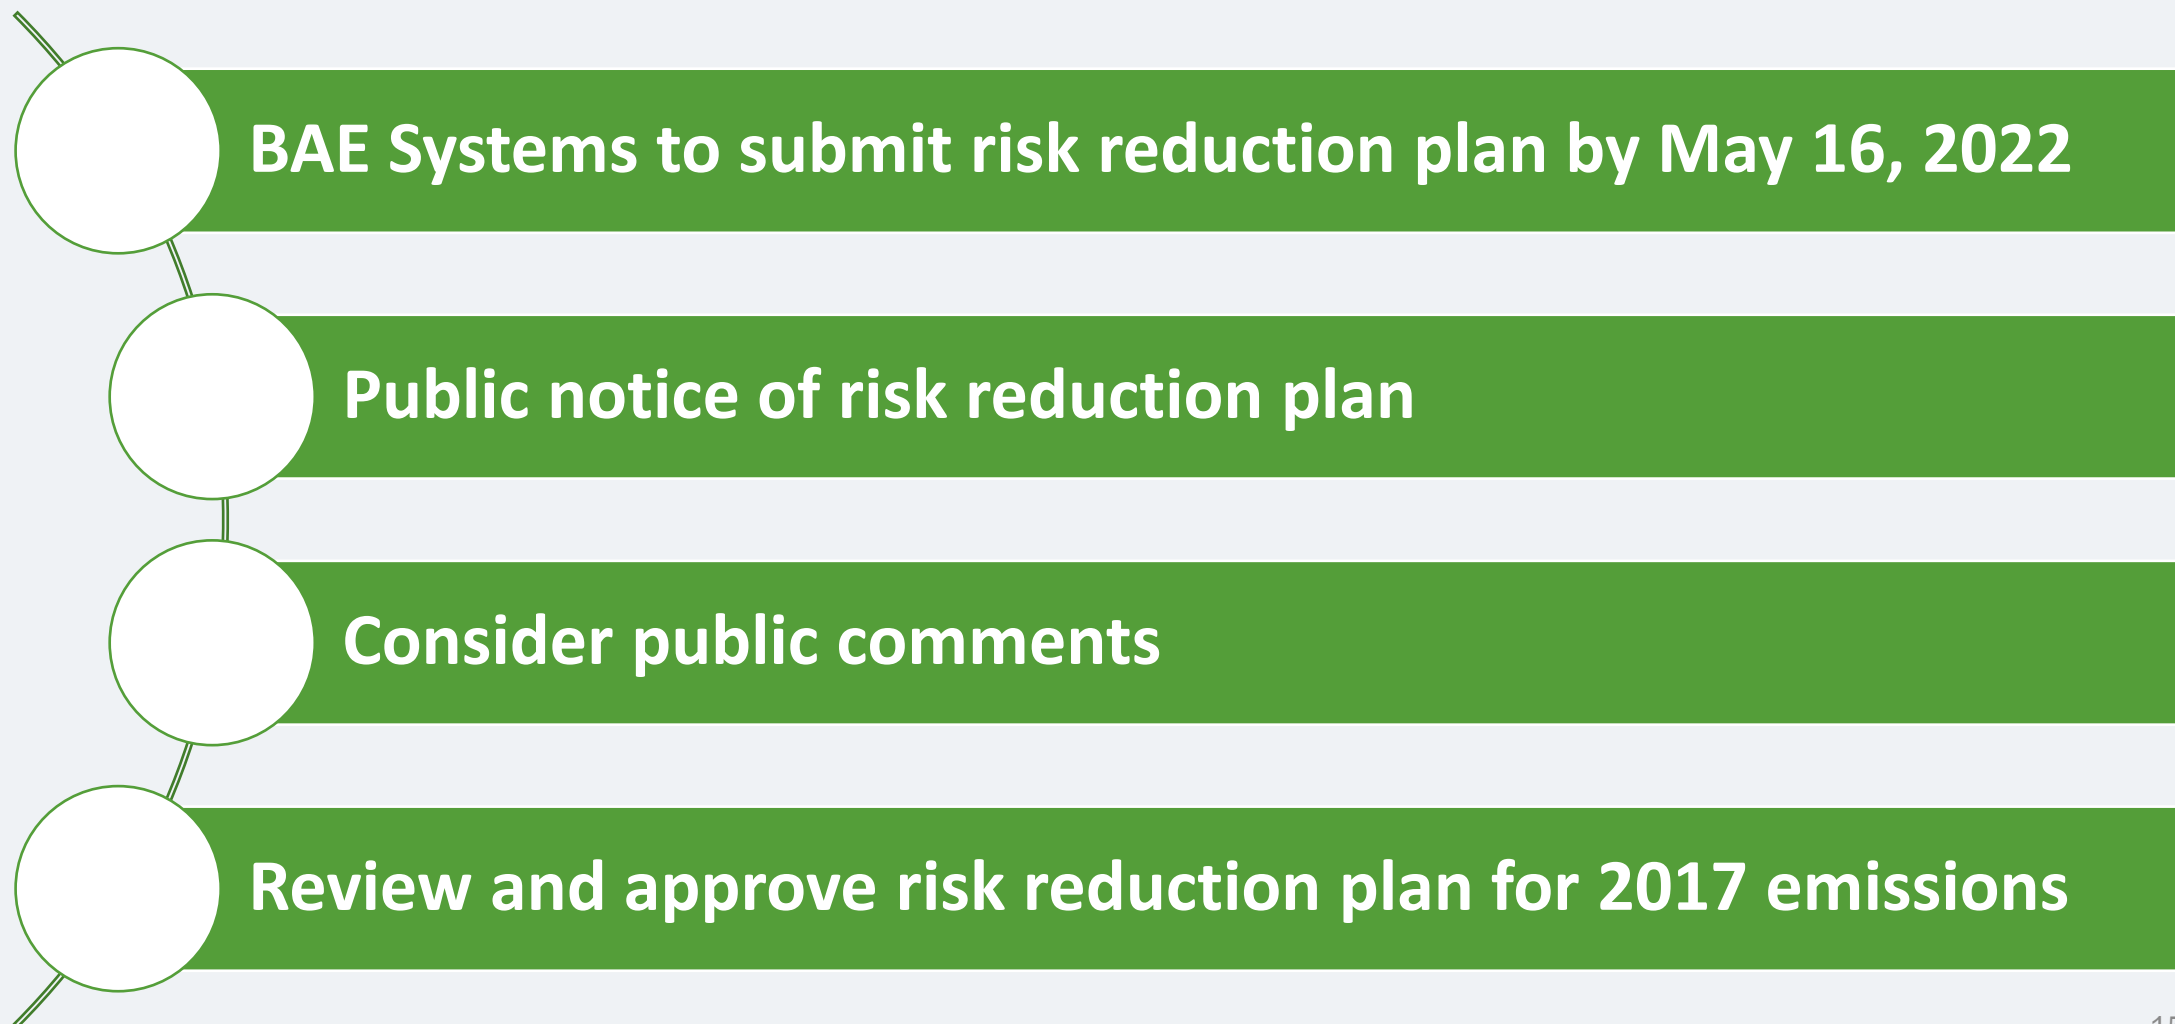 BAE Systems to submit risk reduction plan by May 16, 2022
Public notice of risk reduction plan
Consider public comments
Review and approve risk reduction plan for 2017 emissions